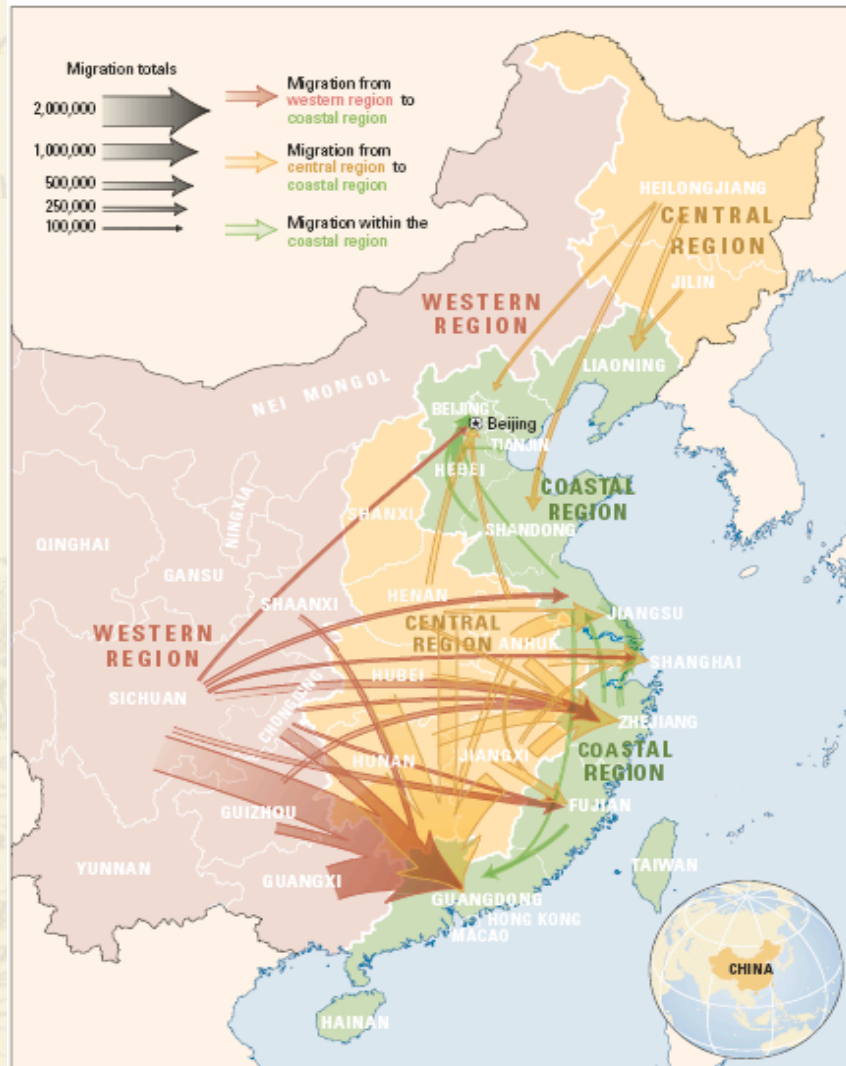 Migration totals
2,000,000
1,000,000
500,000
250,000
100,000
Migration from
western region to
coastal region
Migration from
central region to
coastal region
Migration within the
coastal region
HEILONGJIANG
CENTRAL
REGION
JILIN
WESTERN
REGION
LIAONING
NEI MONGOL
BEIJING
Beijing
TIANJIN
HEBEI
COASTAL
REGION
SHANXI
NINGXIA
SHANDONG
QINGHAI
GANSU
HENAN
SHAANXI
JIANGSU
CENTRAL
REGION
ANHUI
WESTERN
REGION
SHANGHAI
HUBEI
SICHUAN
CHONGQING
ZHEJIANG
COASTAL
REGION
HUNAN
JIANGXI
FUJIAN
GUIZHOU
YUNNAN
TAIWAN
GUANGXI
GUANGDONG
HONG KONG
MACAO
CHINA
HAINAN